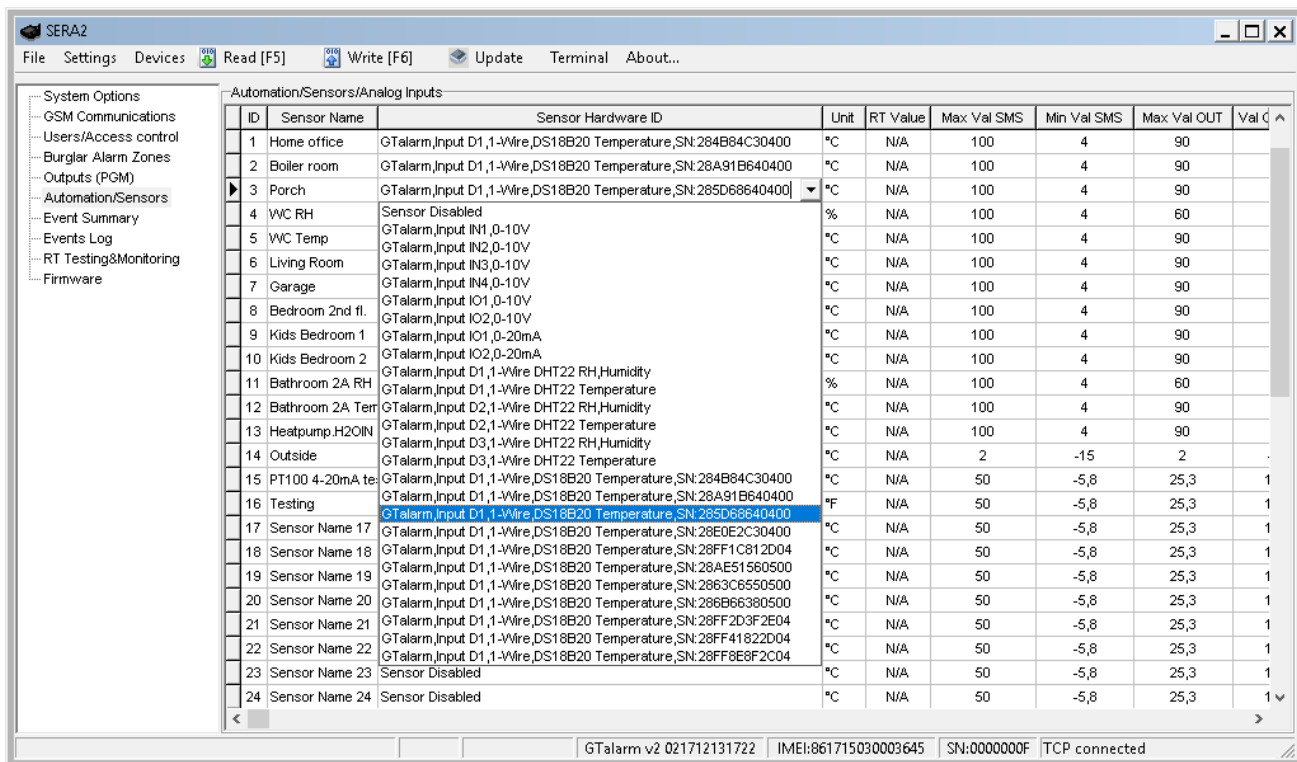 SERA2
File Settings Devices Read [F5] Write [F6] Update Terminal About...
System Options
GSM Communications
Users/Access control
Burglar Alarm Zones
Outputs (PGM)
Automation/Sensors
Event Summary
Events Log
RT Testing&Monitoring
Firmware
Automation/Sensors/Analog Inputs
ID Sensor Name Sensor Hardware ID Unit RT Value Max Val SMS Min Val SMS Max Val OUT Val
1 Home office GTalarm,Input D1,1-Wire,DS18B20 Temperature,SN:284B84C30400 °C N/A 100 4 90
2 Boiler room GTalarm,Input D1,1-Wire,DS18B20 Temperature,SN:28A91B640400 °C N/A 100 4 90
3 Porch GTalarm,Input D1,1-Wire,DS18B20 Temperature,SN:285D68640400 °C N/A 100 4 90
4 WC RH % N/A 100 4 60
5 WC Temp °C N/A 100 4 90
6 Living Room °C N/A 100 4 90
7 Garage °C N/A 100 4 90
8 Bedroom 2nd fl. °C N/A 100 4 90
9 Kids Bedroom 1 °C N/A 100 4 90
10 Kids Bedroom 2 °C N/A 100 4 90
11 Bathroom 2A RH % N/A 100 4 60
12 Bathroom 2A Tem °C N/A 100 4 90
13 Heatpump.H2OIN °C N/A 100 4 90
14 Outside °C N/A 2 -15 2
15 PT100 4-20mA te °C N/A 50 -5,8 25,3 1
16 Testing °F N/A 50 -5,8 25,3 1
17 Sensor Name 17 °C N/A 50 -5,8 25,3 1
18 Sensor Name 18 °C N/A 50 -5,8 25,3 1
19 Sensor Name 19 °C N/A 50 -5,8 25,3 1
20 Sensor Name 20 °C N/A 50 -5,8 25,3 1
21 Sensor Name 21 °C N/A 50 -5,8 25,3 1
22 Sensor Name 22 °C N/A 50 -5,8 25,3 1
23 Sensor Name 23 Sensor Disabled °C N/A 50 -5,8 25,3 1
24 Sensor Name 24 Sensor Disabled °C N/A 50 -5,8 25,3 1
Sensor Disabled
GTalarm,Input IN1,0-10V
GTalarm,Input IN2,0-10V
GTalarm,Input IN3,0-10V
GTalarm,Input IN4,0-10V
GTalarm,Input IO1,0-10V
GTalarm,Input IO2,0-10V
GTalarm,Input IO1,0-20mA
GTalarm,Input IO2,0-20mA
GTalarm,Input D1,1-Wire DHT22 RH,Humidity
GTalarm,Input D1,1-Wire DHT22 Temperature
GTalarm,Input D2,1-Wire DHT22 RH,Humidity
GTalarm,Input D2,1-Wire DHT22 Temperature
GTalarm,Input D3,1-Wire DHT22 RH,Humidity
GTalarm,Input D3,1-Wire DHT22 Temperature
GTalarm,Input D1,1-Wire,DS18B20 Temperature,SN:284B84C30400
GTalarm,Input D1,1-Wire,DS18B20 Temperature,SN:28A91B640400
GTalarm,Input D1,1-Wire,DS18B20 Temperature,SN:285D68640400
GTalarm,Input D1,1-Wire,DS18B20 Temperature,SN:28E0E2C30400
GTalarm,Input D1,1-Wire,DS18B20 Temperature,SN:28FF1C812D04
GTalarm,Input D1,1-Wire,DS18B20 Temperature,SN:28AE51560500
GTalarm,Input D1,1-Wire,DS18B20 Temperature,SN:2863C6550500
GTalarm,Input D1,1-Wire,DS18B20 Temperature,SN:286B66380500
GTalarm,Input D1,1-Wire,DS18B20 Temperature,SN:28FF2D3F2E04
GTalarm,Input D1,1-Wire,DS18B20 Temperature,SN:28FF41822D04
GTalarm,Input D1,1-Wire,DS18B20 Temperature,SN:28FF8E8F2C04
GTalarm v2 021712131722 IMEI:861715030003645 SN:0000000F TCP connected